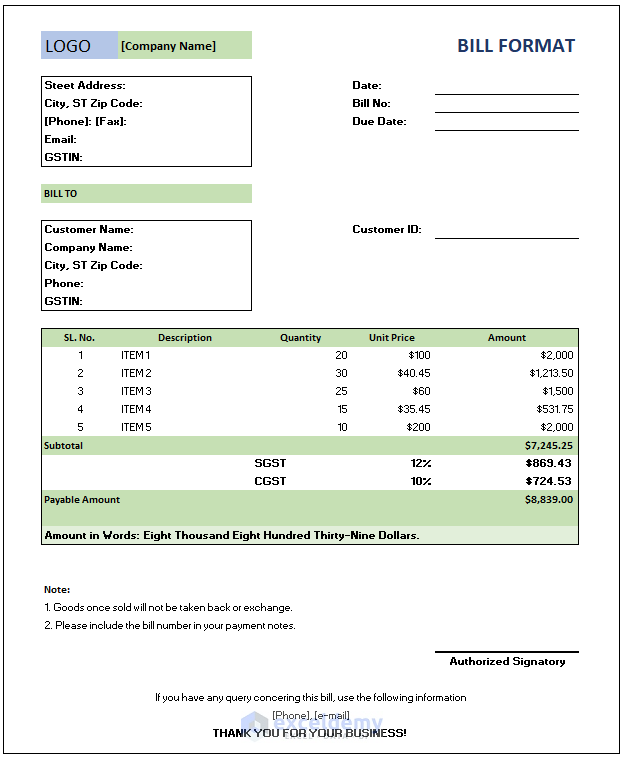 LOGO [Company Name] BILL FORMAT
Steet Address: Date:
City, ST Zip Code: Bill No:
[Phone]: [Fax]: Due Date:
Email:
GSTIN:
BILL TO
Customer Name: Customer ID:
Company Name:
City, ST Zip Code:
Phone:
GSTIN:
SL. No. Description Quantity Unit Price Amount
1 ITEM 1 20 $100 $2,000
2 ITEM 2 30 $40.45 $1,213.50
3 ITEM 3 25 $60 $1,500
4 ITEM 4 15 $35.45 $531.75
5 ITEM 5 10 $200 $2,000
Subtotal $7,245.25
SGST 12% $869.43
CGST 10% $724.53
Payable Amount $8,839.00
Amount in Words: Eight Thousand Eight Hundred Thirty-Nine Dollars.
Note:
1. Goods once sold will not be taken back or exchange.
2. Please include the bill number in your payment notes.
Authorized Signatory
If you have any query concering this bill, use the following information
[Phone], [e-mail]
exceldemy
THANK YOU FOR YOUR BUSINESS!